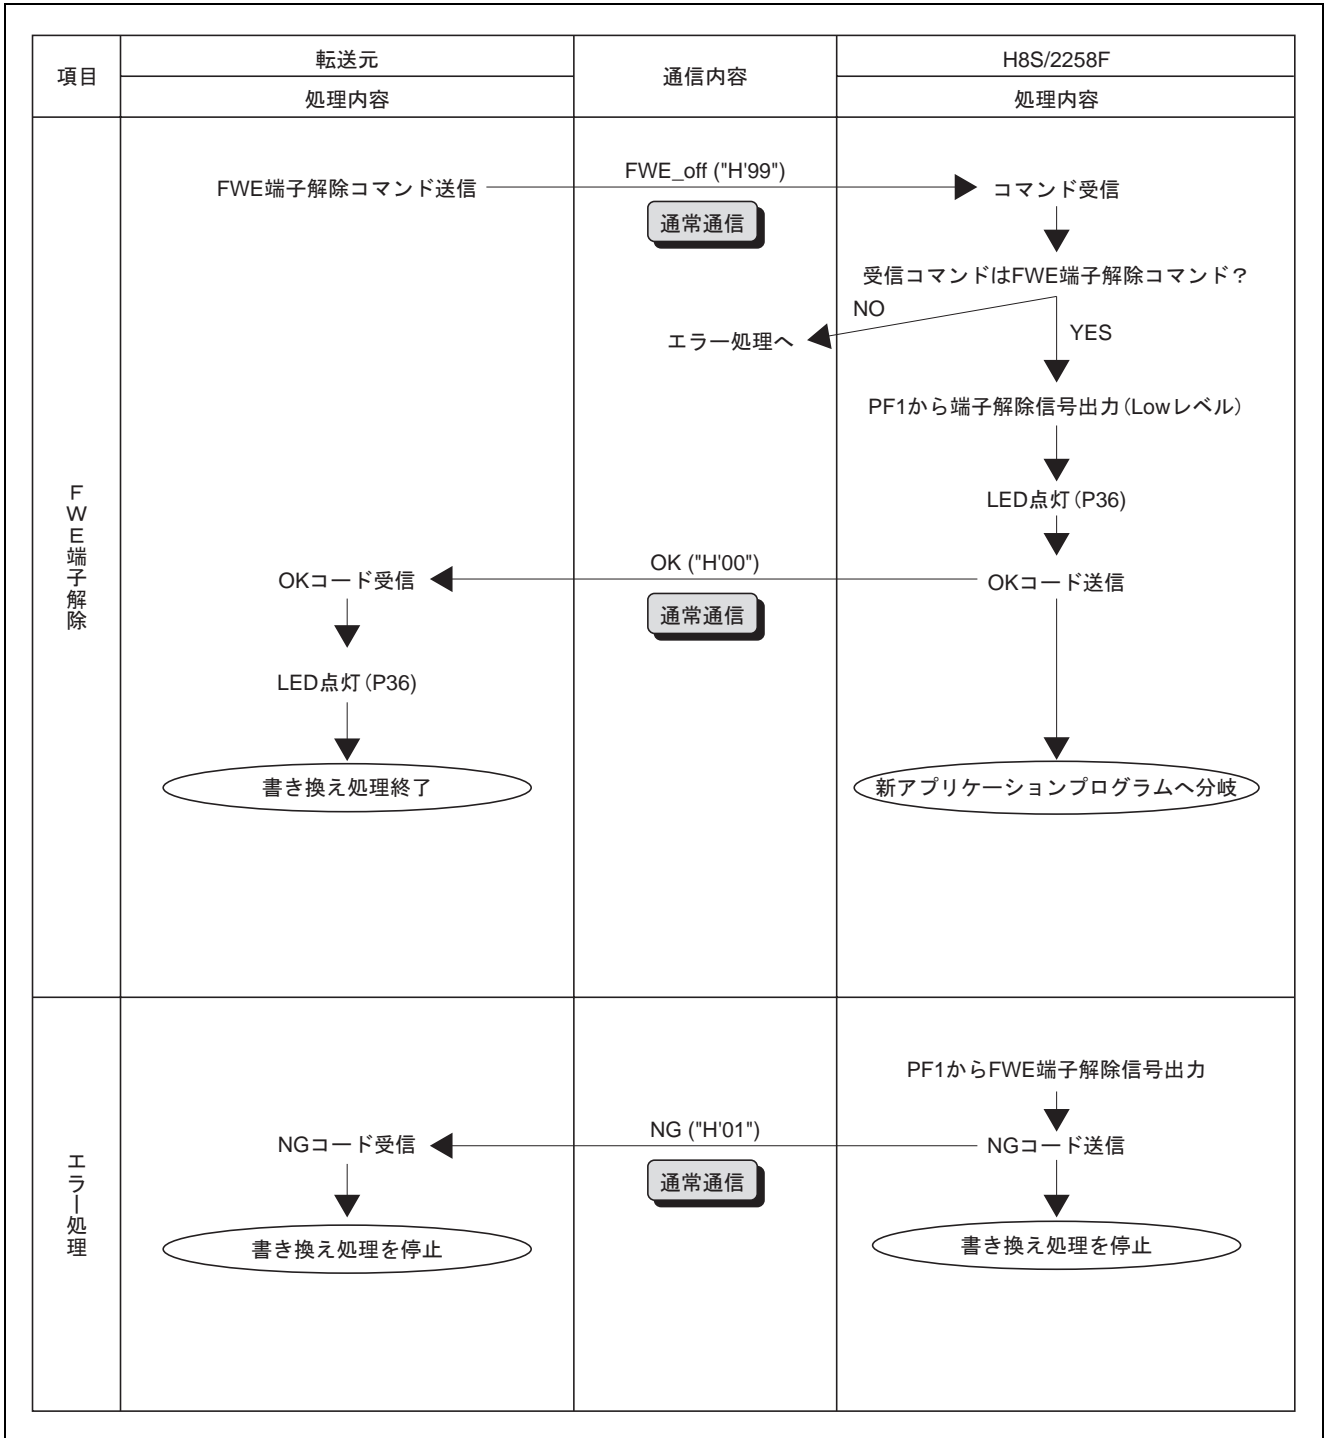 項目
転送元
処理内容
通信内容
H8S/2258F
処理内容
FWE端子解除
FWE端子解除コマンド送信
FWE_off ("H'99")
通常通信
コマンド受信
受信コマンドはFWE端子解除コマンド？
NO
エラー処理へ
YES
PF1から端子解除信号出力（Lowレベル）
LED点灯（P36)
OKコード受信
OK ("H'00")
通常通信
OKコード送信
LED点灯（P36)
書き換え処理終了
新アプリケーションプログラムへ分岐
エラー処理
PF1からFWE端子解除信号出力
NGコード受信
NG ("H'01")
通常通信
NGコード送信
書き換え処理を停止
書き換え処理を停止